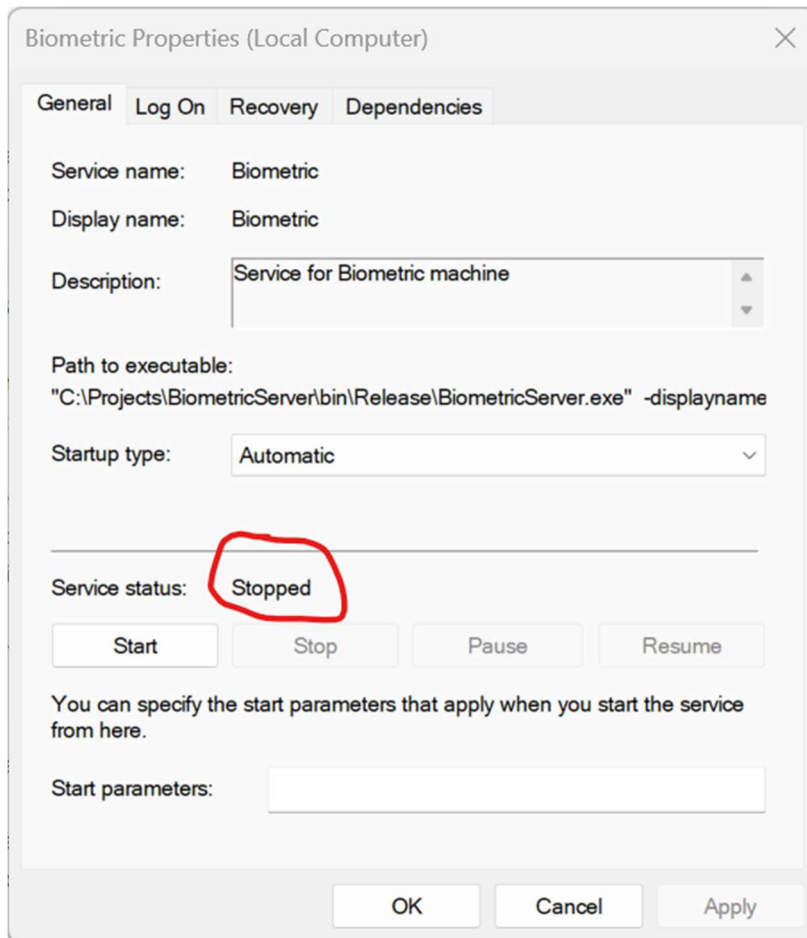 Biometric Properties (Local Computer)
General Log On Recovery Dependencies
Service name: Biometric
Display name: Biometric
Description: Service for Biometric machine
Path to executable:
"C:\Projects\BiometricServer\bin\Release\BiometricServer.exe" -displayname
Startup type: Automatic
Service status: Stopped
Start Stop Pause Resume
You can specify the start parameters that apply when you start the service
from here.
Start parameters:
OK Cancel Apply